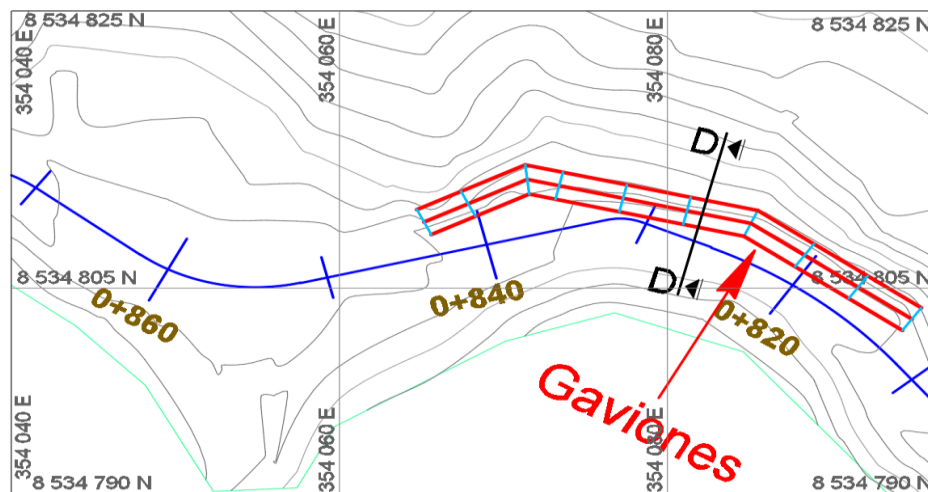 8 534 825 N
8 534 825 N
354 040 E
354 060 E
354 080 E
D
D
8 534 805 N
8 534 805 N
0+860
0+840
0+820
Gaviones
354 040 E
354 060 E
354 080 E
8 534 790 N
8 534 790 N